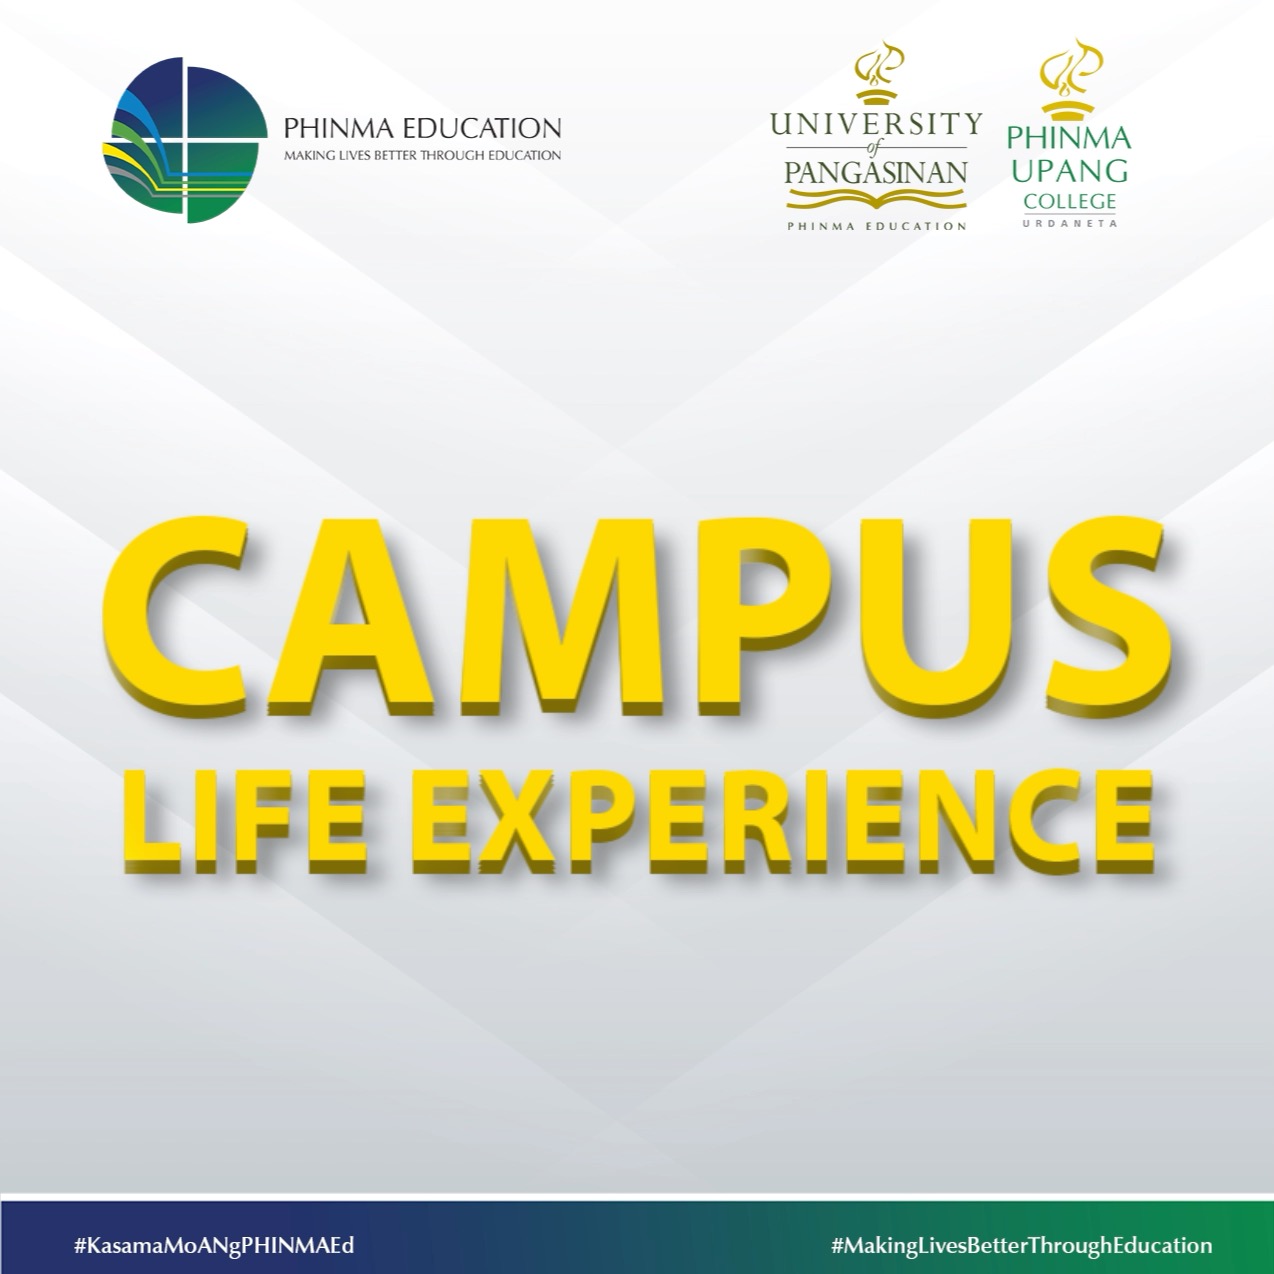 PHINMA EDUCATION
MAKING LIVES BETTER THROUGH EDUCATION
UNIVERSITY
of
PANGASINAN
PHINMA EDUCATION
PHINMA
UPANG
COLLEGE
URDANETA
CAMPUS
LIFE EXPERIENCE
#KasamaMoANgPHINMAEd
#MakingLivesBetterThroughEducation